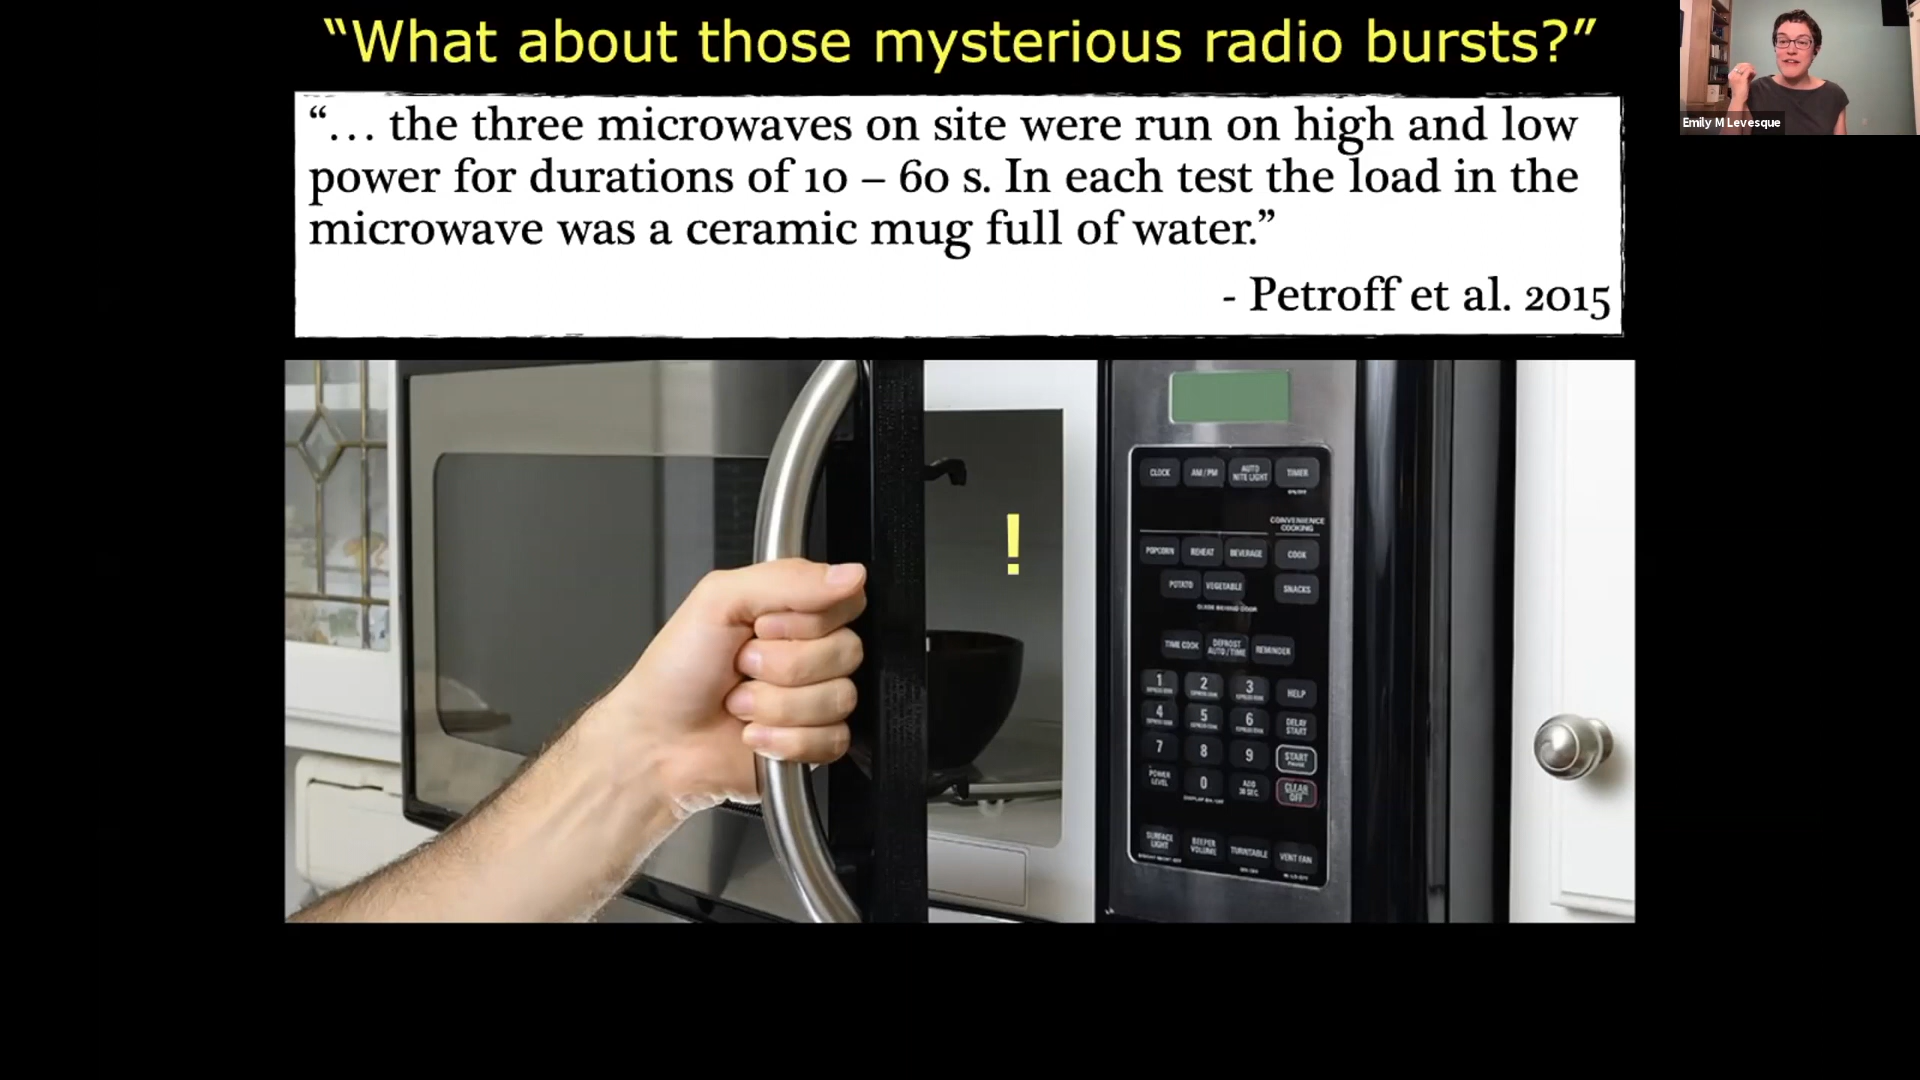 “What about those mysterious radio bursts?”
Emily M Levesque
“… the three microwaves on site were run on high and low
power for durations of 10 – 60 s. In each test the load in the
microwave was a ceramic mug full of water.”
- Petroff et al. 2015
!
CLOCK AM/PM AUTO NITE LIGHT TIMER
ON/OFF
CONVENIENCE
COOKING
POPCORN REHEAT BEVERAGE COOK
POTATO VEGETABLE SNACKS
TIME COOK DEFROST AUTO/TIME REMINDER
1 2 3 HELP
4 5 6 DELAY START
7 8 9 START
POWER LEVEL 0 ADD 30 SEC CLEAR OFF
SURFACE LIGHT BEEPER VOLUME TURNTABLE VENT FAN